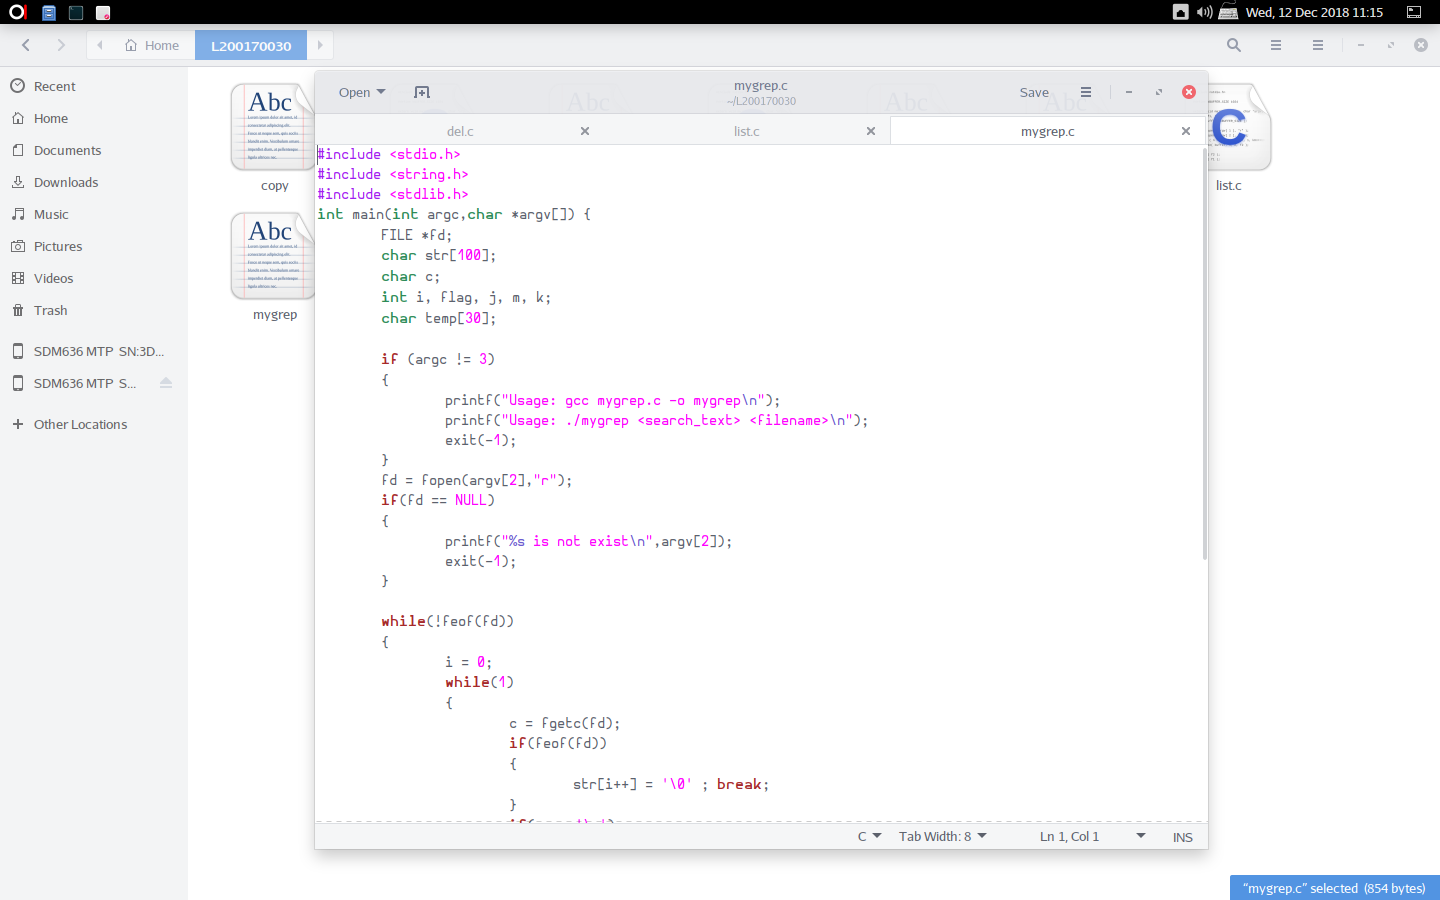 Wed, 12 Dec 2018 11:15
Home
L200170030
Recent
Home
Documents
Downloads
Music
Pictures
Videos
Trash
SDM636 MTP SN:3D...
SDM636 MTP S...
Other Locations
Abc
copy
Abc
mygrep
C
list.c
Open
mygrep.c
~/L200170030
Save
del.c
list.c
mygrep.c
#include <stdio.h>
#include <string.h>
#include <stdlib.h>
int main(int argc,char *argv[]) {
        FILE *fd;
        char str[100];
        char c;
        int i, flag, j, m, k;
        char temp[30];
        if (argc != 3)
        {
                printf("Usage: gcc mygrep.c -o mygrep\n");
                printf("Usage: ./mygrep <search_text> <filename>\n");
                exit(-1);
        }
        fd = fopen(argv[2],"r");
        if(fd == NULL)
        {
                printf("%s is not exist\n",argv[2]);
                exit(-1);
        }
        while(!feof(fd))
        {
                i = 0;
                while(1)
                {
                        c = fgetc(fd);
                        if(feof(fd))
                        {
                                str[i++] = '\0' ; break;
                        }
C
Tab Width: 8
Ln 1, Col 1
INS
“mygrep.c” selected (854 bytes)